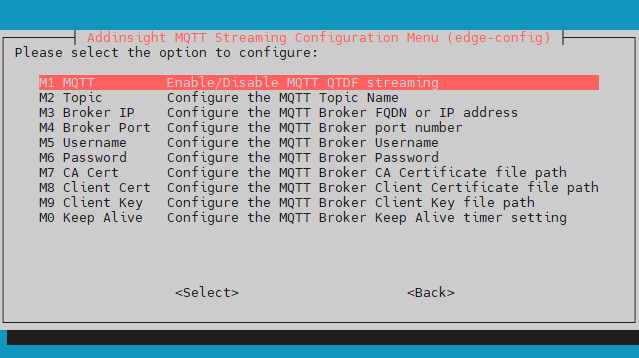 Addinsight MQTT Streaming Configuration Menu (edge-config)
Please select the option to configure:
M1 MQTT Enable/Disable MQTT QTDF streaming
M2 Topic Configure the MQTT Topic Name
M3 Broker IP Configure the MQTT Broker FQDN or IP address
M4 Broker Port Configure the MQTT Broker port number
M5 Username Configure the MQTT Broker Username
M6 Password Configure the MQTT Broker Password
M7 CA Cert Configure the MQTT Broker CA Certificate file path
M8 Client Cert Configure the MQTT Broker Client Certificate file path
M9 Client Key Configure the MQTT Broker Client Key file path
M0 Keep Alive Configure the MQTT Broker Keep Alive timer setting
<Select> <Back>